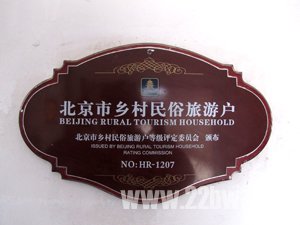 北京市乡村民俗旅游户
BEIJING RURAL TOURISM HOUSEHOLD
北京市乡村民俗旅游户等级评定委员会 颁布
ISSUED BY BEIJING RURAL TOURISM HOUSEHOLD
RATING COMMISSION
NO:HR-1207